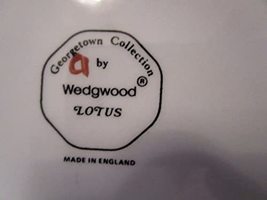 Georgetown Collection
a by
Wedgwood®
LOTUS
MADE IN ENGLAND